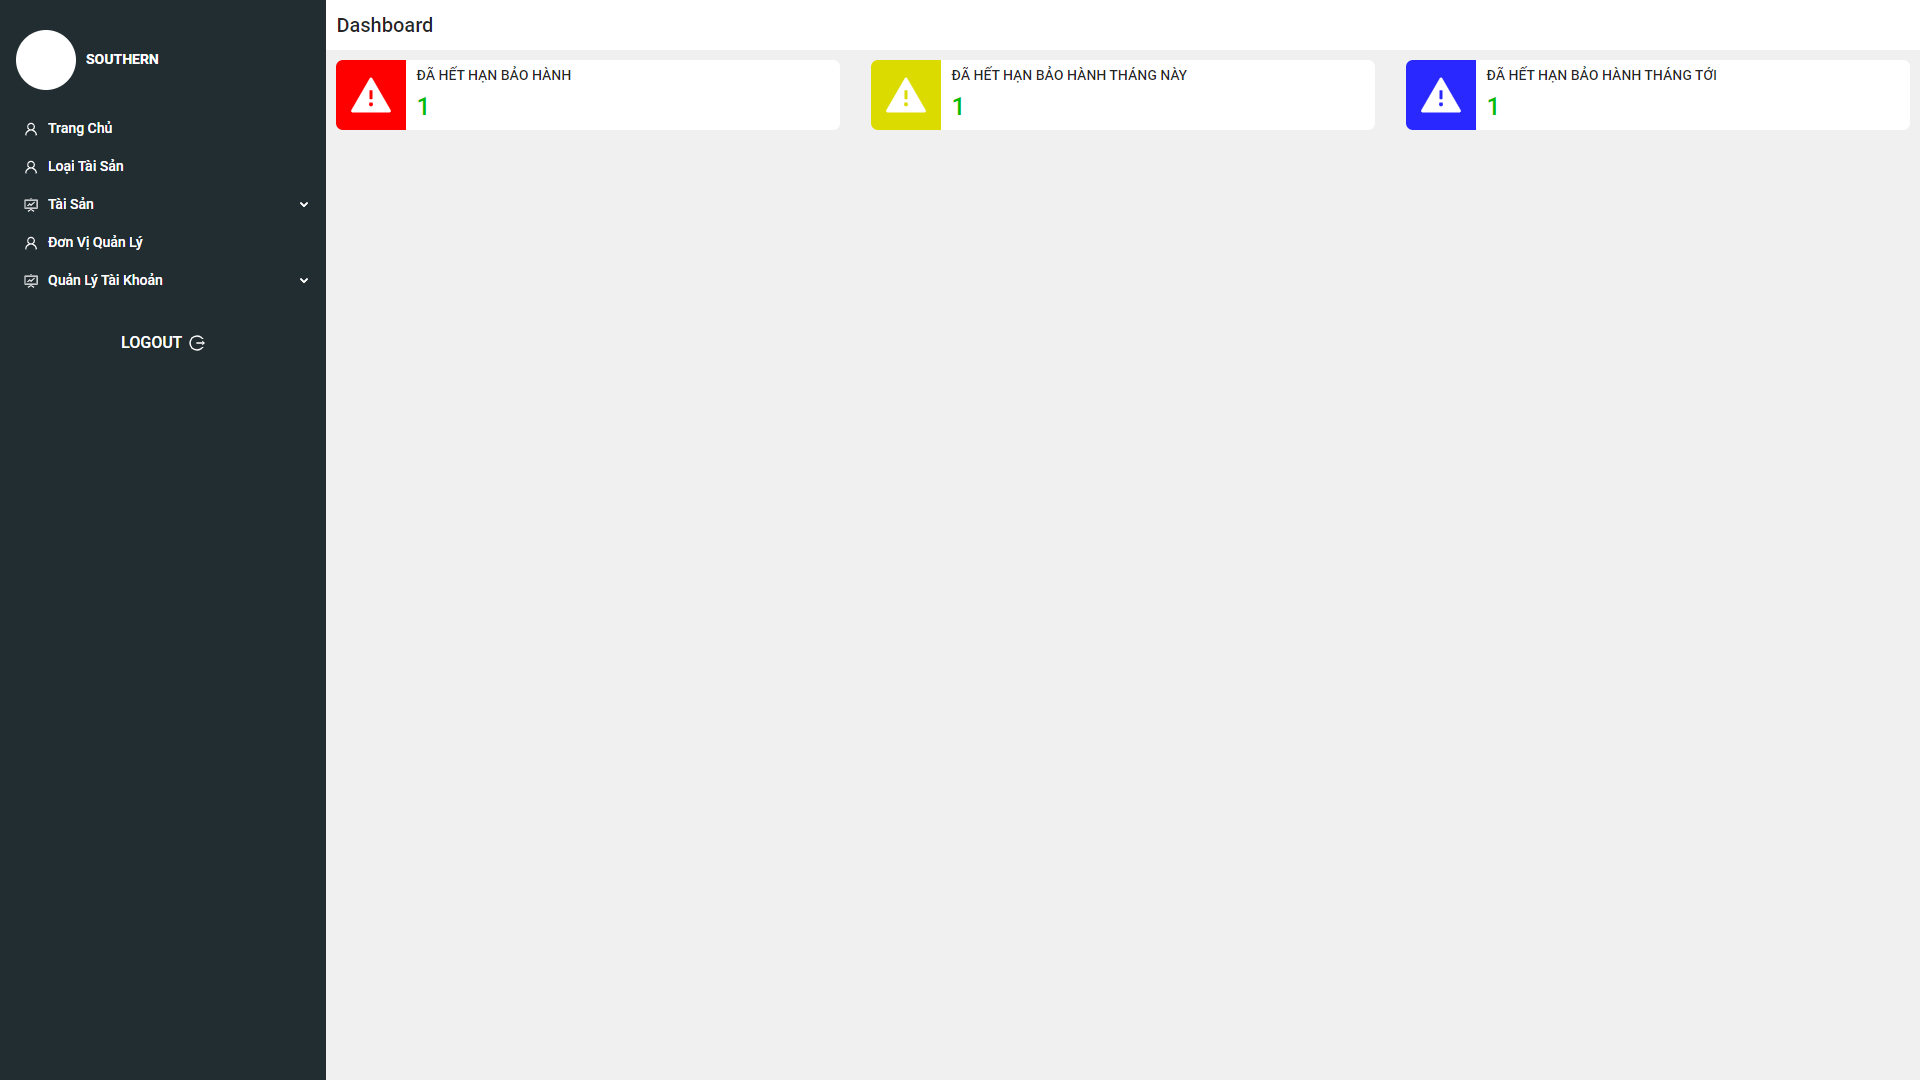 SOUTHERN
Trang Chủ
Loại Tài Sản
Tài Sản
Đơn Vị Quản Lý
Quản Lý Tài Khoản
LOGOUT
Dashboard
ĐÃ HẾT HẠN BẢO HÀNH
1
ĐÃ HẾT HẠN BẢO HÀNH THÁNG NÀY
1
ĐÃ HẾT HẠN BẢO HÀNH THÁNG TỚI
1